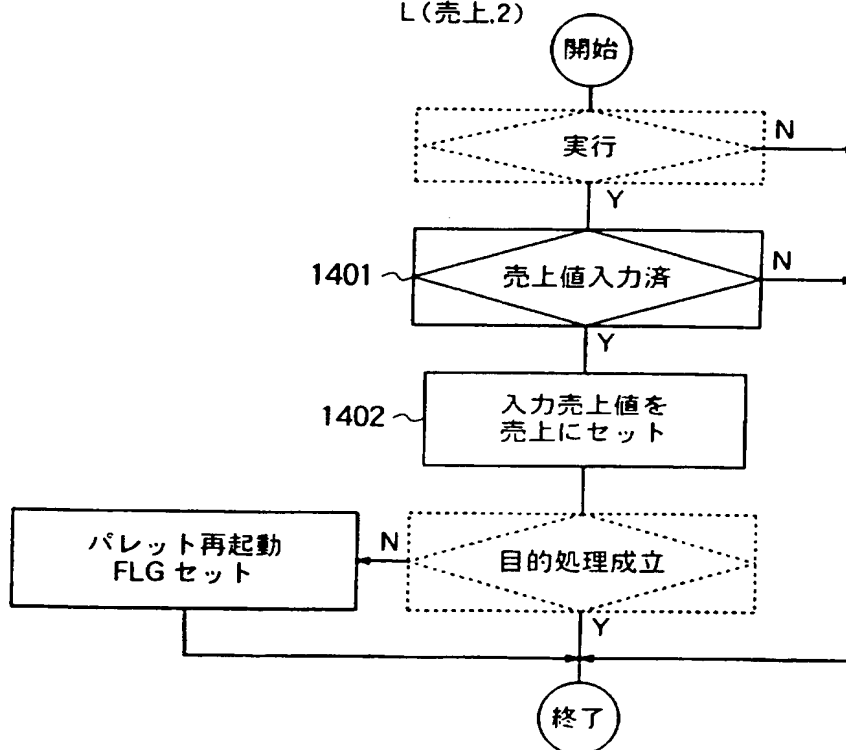 L(売上,2)
開始
実行
N
Y
1401
売上値入力済
N
Y
1402
入力売上値を
売上にセット
パレット再起動
FLG セット
N
目的処理成立
Y
終了